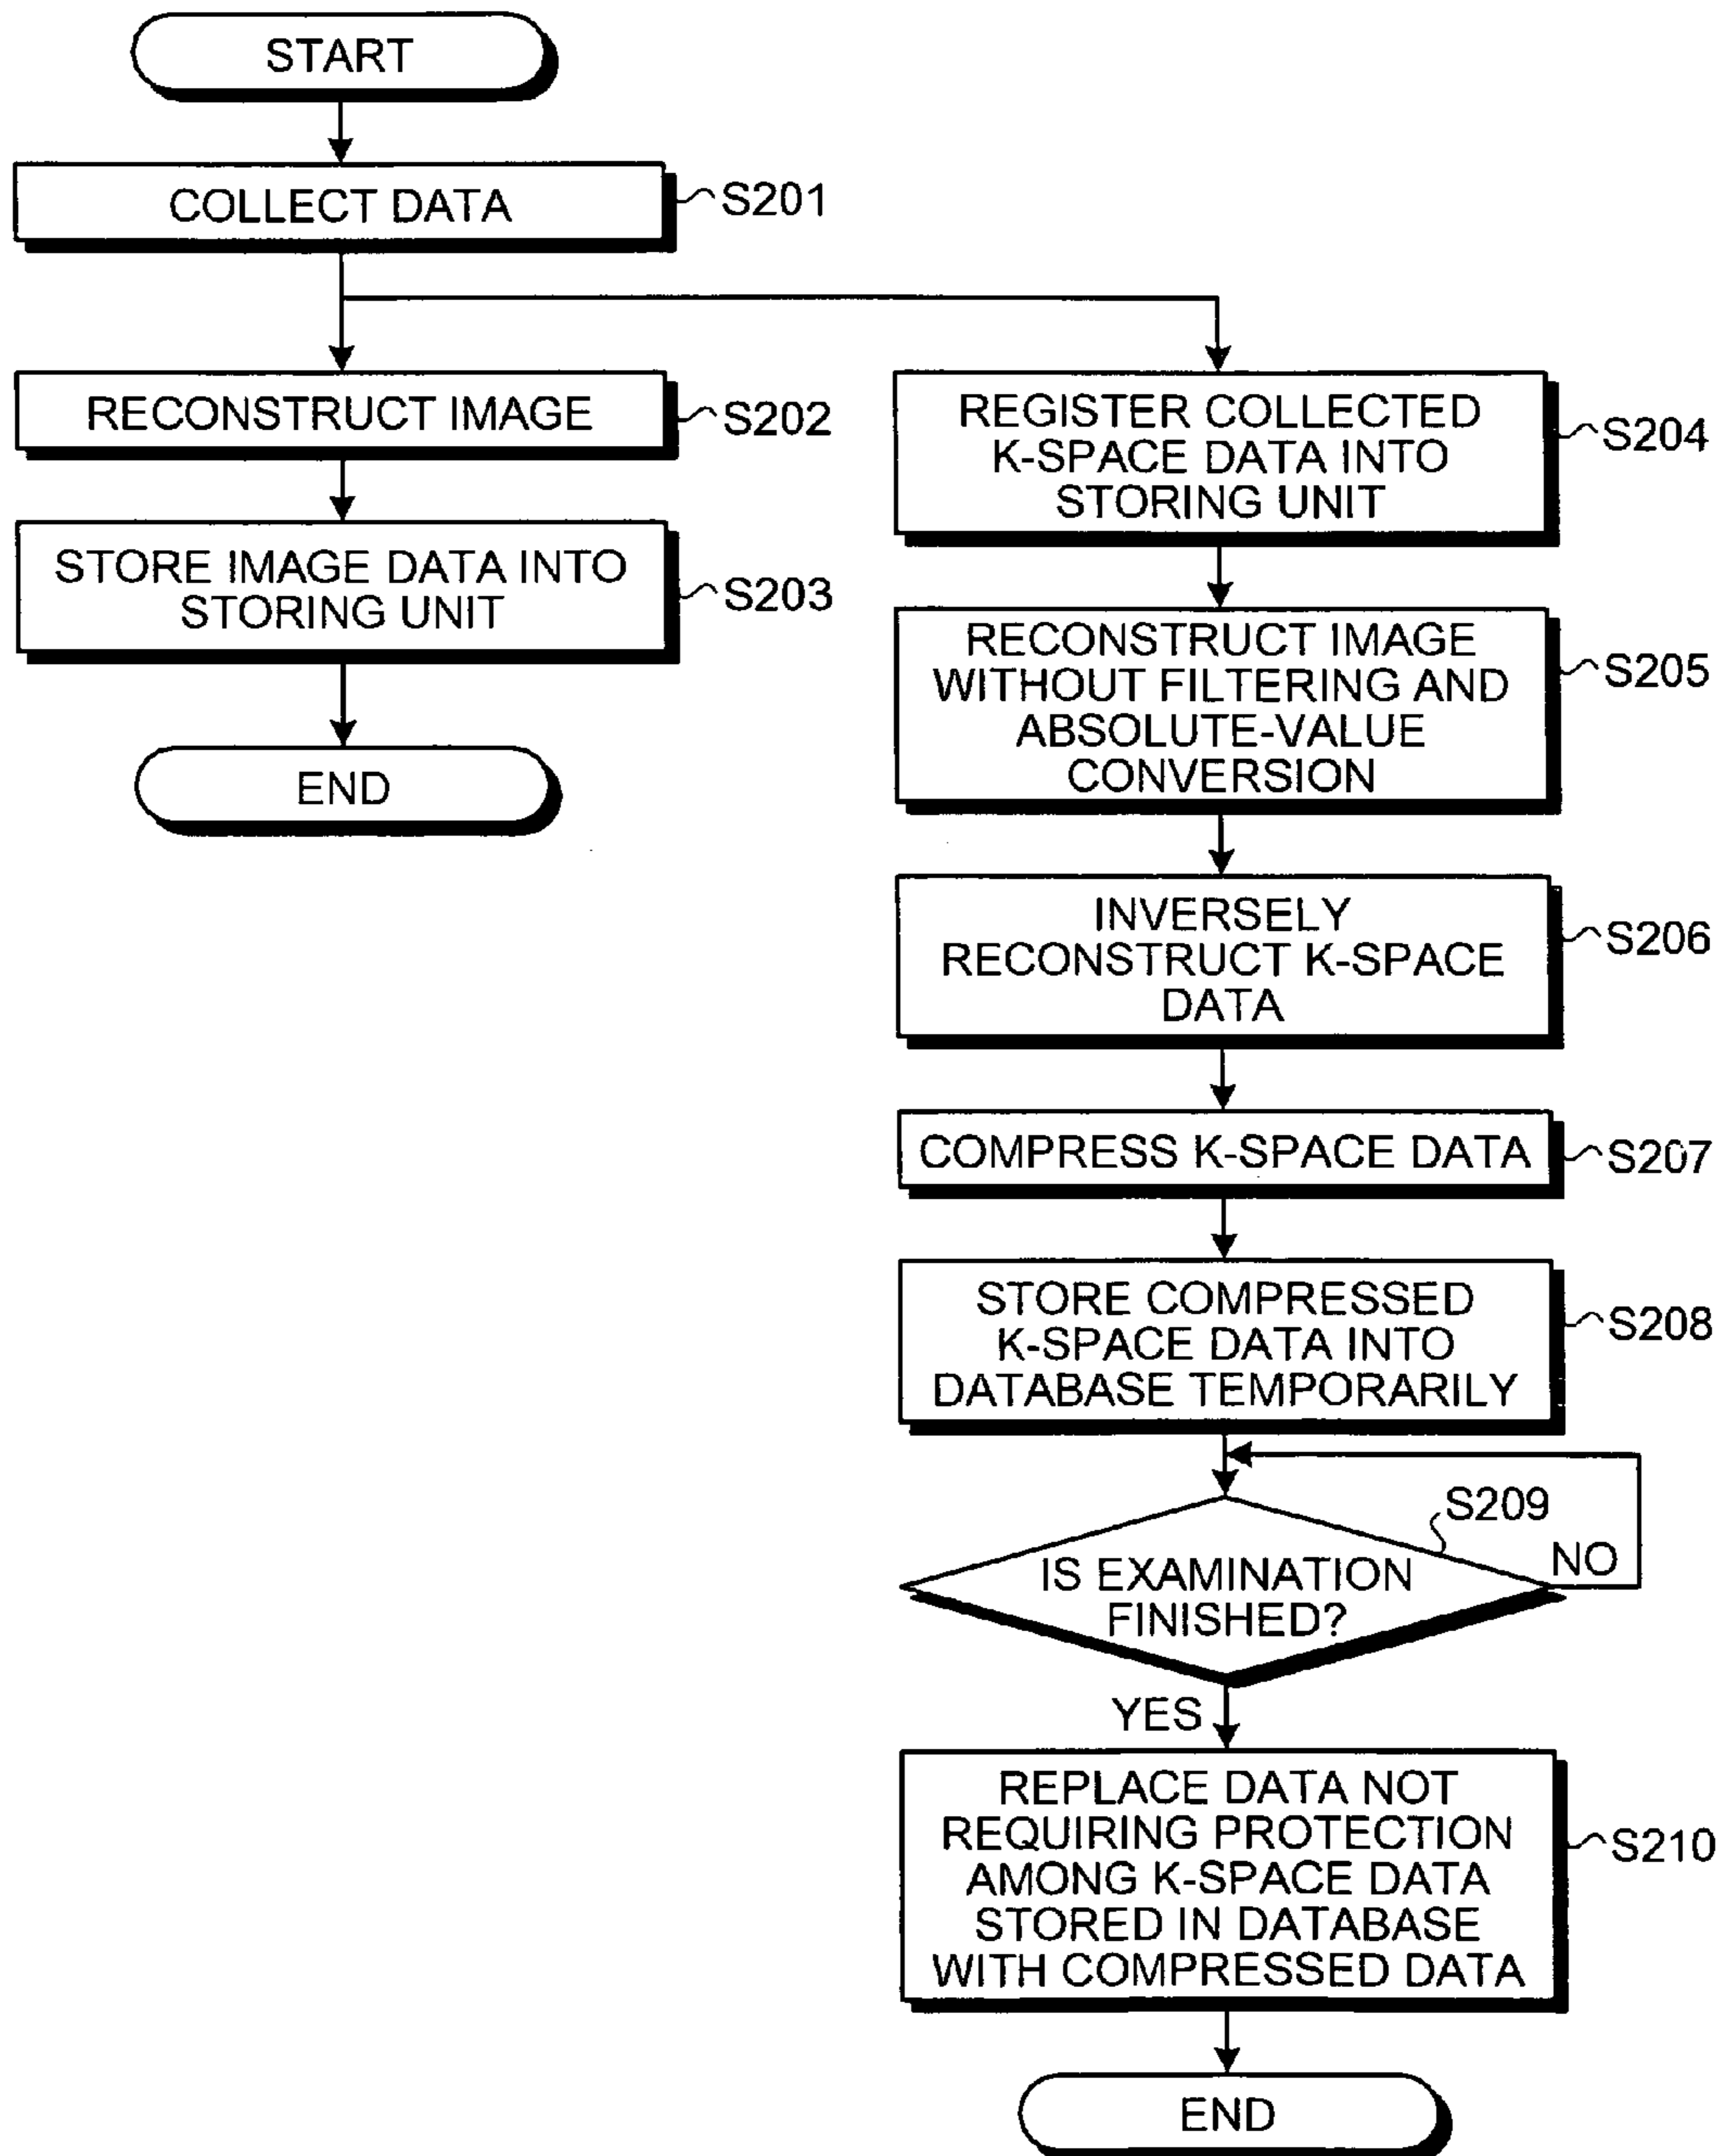 START
COLLECT DATA
S201
RECONSTRUCT IMAGE
S202
STORE IMAGE DATA INTO
STORING UNIT
S203
END
REGISTER COLLECTED
K-SPACE DATA INTO
STORING UNIT
S204
RECONSTRUCT IMAGE
WITHOUT FILTERING AND
ABSOLUTE-VALUE
CONVERSION
S205
INVERSELY
RECONSTRUCT K-SPACE
DATA
S206
COMPRESS K-SPACE DATA
S207
STORE COMPRESSED
K-SPACE DATA INTO
DATABASE TEMPORARILY
S208
S209
IS EXAMINATION
FINISHED?
NO
YES
REPLACE DATA NOT
REQUIRING PROTECTION
AMONG K-SPACE DATA
STORED IN DATABASE
WITH COMPRESSED DATA
S210
END